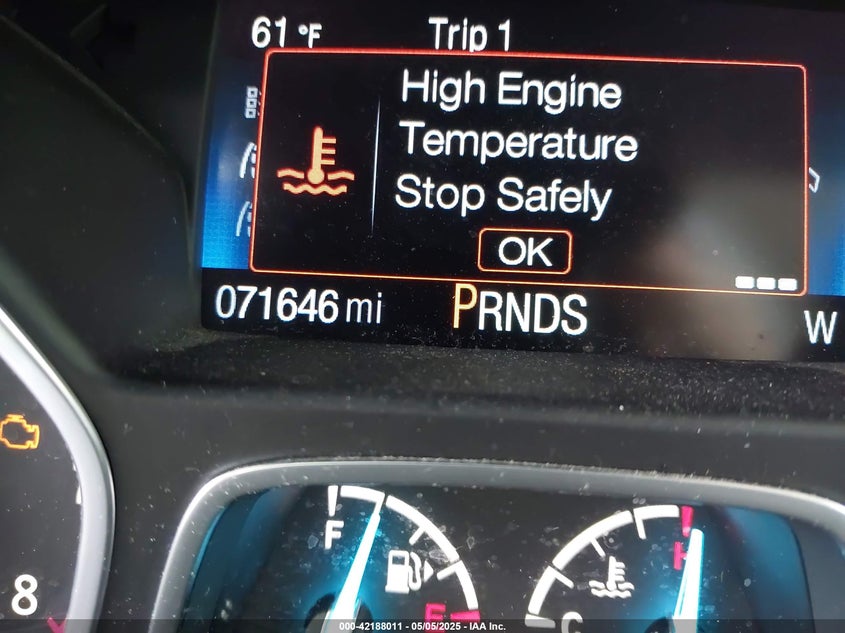 61 °F Trip 1
High Engine
Temperature
Stop Safely
OK
071646 mi PRNDS W
F H
8 E C
000-42188011 - 05/05/2025 - IAA Inc.